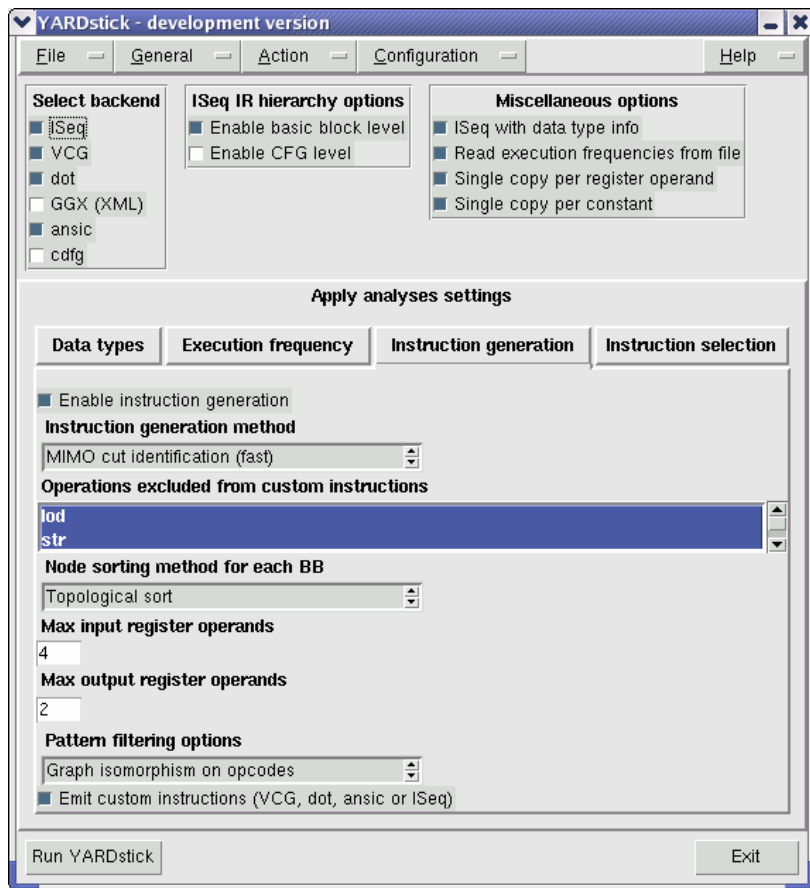 YARDstick - development version
File General Action Configuration Help
Select backend
ISeq
VCG
dot
GGX (XML)
ansic
cdfg
ISeq IR hierarchy options
Enable basic block level
Enable CFG level
Miscellaneous options
ISeq with data type info
Read execution frequencies from file
Single copy per register operand
Single copy per constant
Apply analyses settings
Data types Execution frequency Instruction generation Instruction selection
Enable instruction generation
Instruction generation method
MIMO cut identification (fast)
Operations excluded from custom instructions
lod
str
Node sorting method for each BB
Topological sort
Max input register operands
4
Max output register operands
2
Pattern filtering options
Graph isomorphism on opcodes
Emit custom instructions (VCG, dot, ansic or ISeq)
Run YARDstick Exit